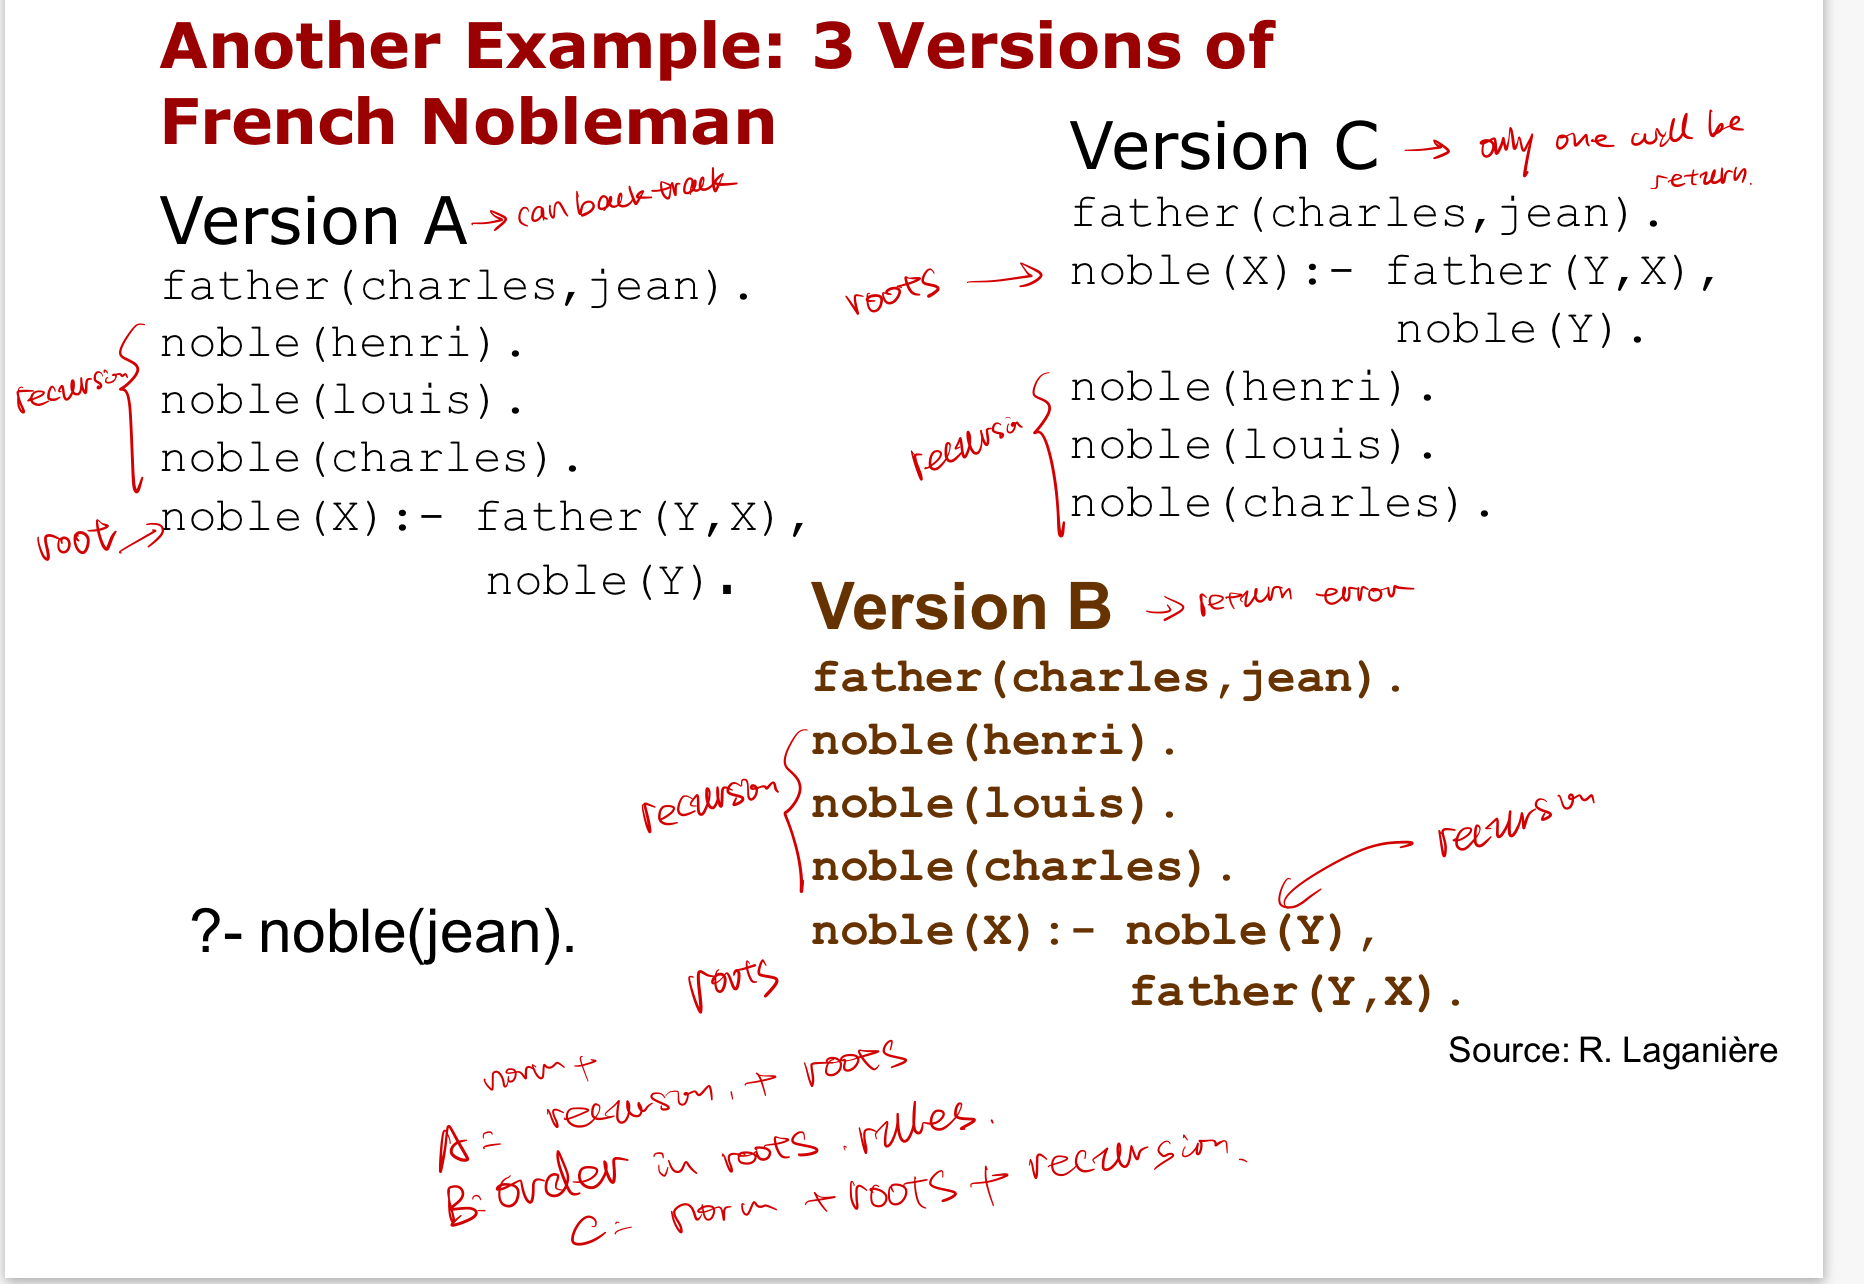 Another Example: 3 Versions of
French Nobleman
Version A → can back track
father(charles,jean).
recursion
noble(henri).
noble(louis).
noble(charles).
root →
noble(X):- father(Y,X),
noble(Y).
Version C → only one will be
return.
father(charles,jean).
roots →
noble(X):- father(Y,X),
noble(Y).
recursion
noble(henri).
noble(louis).
noble(charles).
Version B → return error
father(charles,jean).
recursion
noble(henri).
noble(louis).
noble(charles).
recursion
noble(X):- noble(Y),
father(Y,X).
roots
?- noble(jean).
Source: R. Laganière
norm +
A = recursion, + roots
B = order in roots. rules.
C = norm + roots + recursion.